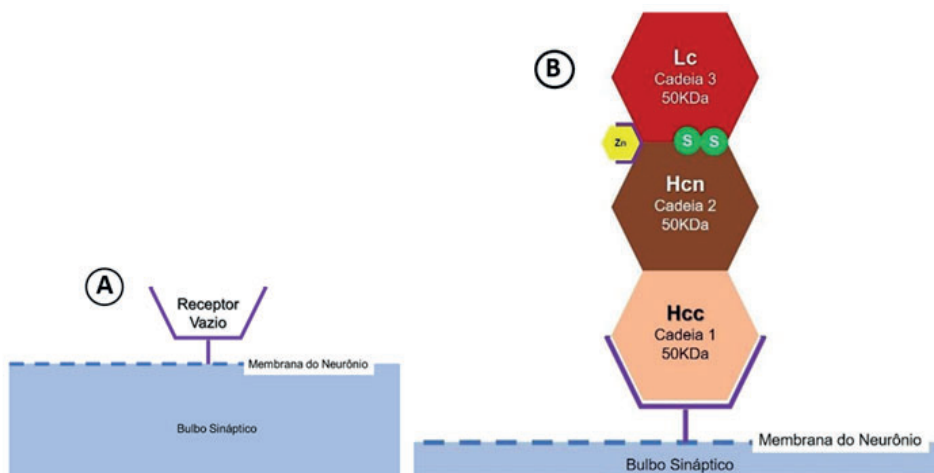 A
Receptor
Vazio
Membrana do Neurônio
Bulbo Sináptico
B
Lc
Cadeia 3
50KDa
Zn
S S
Hcn
Cadeia 2
50KDa
Hcc
Cadeia 1
50KDa
Membrana do Neurônio
Bulbo Sináptico